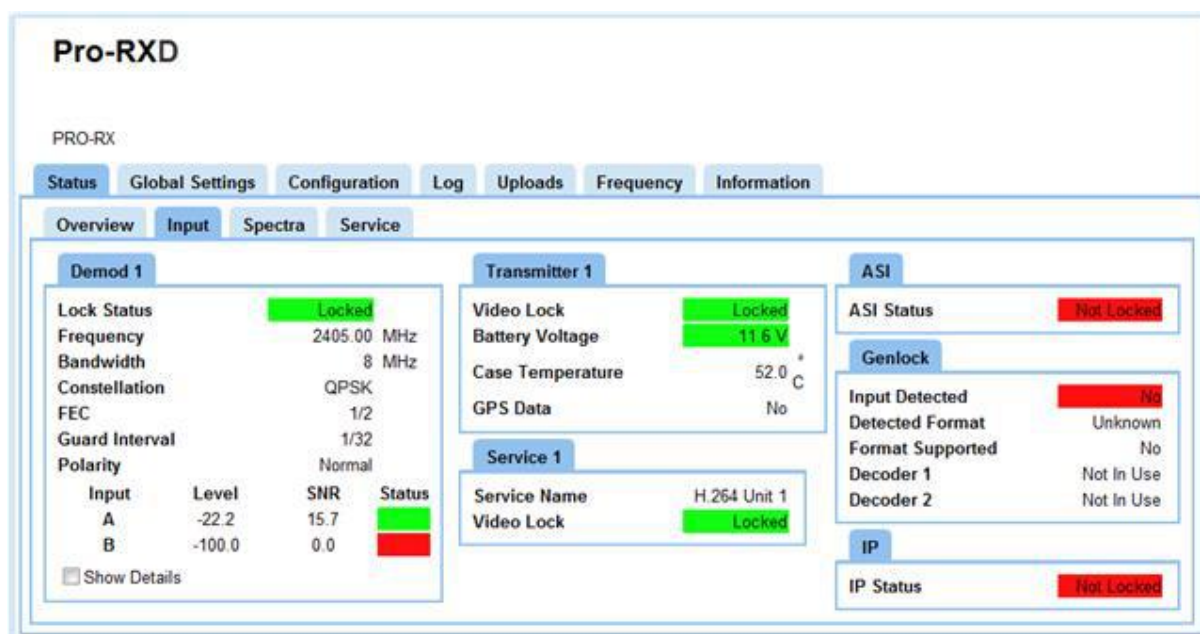 Pro-RXD
PRO-RX
Status Global Settings Configuration Log Uploads Frequency Information
Overview Input Spectra Service
Demod 1
Lock Status Locked
Frequency 2405.00 MHz
Bandwidth 8 MHz
Constellation QPSK
FEC 1/2
Guard Interval 1/32
Polarity Normal
Input Level SNR Status
A -22.2 15.7
B -100.0 0.0
Show Details
Transmitter 1
Video Lock Locked
Battery Voltage 11.6 V
Case Temperature 52.0 °C
GPS Data No
Service 1
Service Name H.264 Unit 1
Video Lock Locked
ASI
ASI Status Not Locked
Genlock
Input Detected No
Detected Format Unknown
Format Supported No
Decoder 1 Not In Use
Decoder 2 Not In Use
IP
IP Status Not Locked